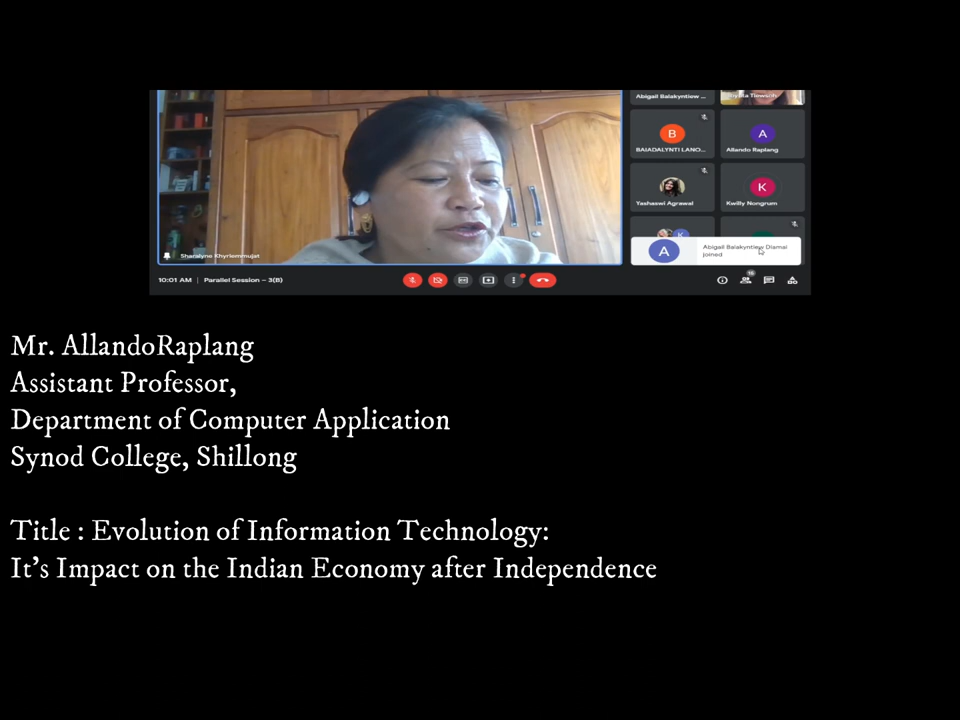 Abigail Balakyntiew ...
Tlewsoh
B
BAIADALYNTI LANO...
A
Allando Raplang
Yashaswi Agrawal
K
Kwilly Nongrum
K
A
Abigail Balakyntiew Diamai
joined
Sharalyne Khyriemmujat
10:01 AM | Parallel Session – 3(B)
Mr. AllandoRaplang
Assistant Professor,
Department of Computer Application
Synod College, Shillong
Title : Evolution of Information Technology:
It's Impact on the Indian Economy after Independence